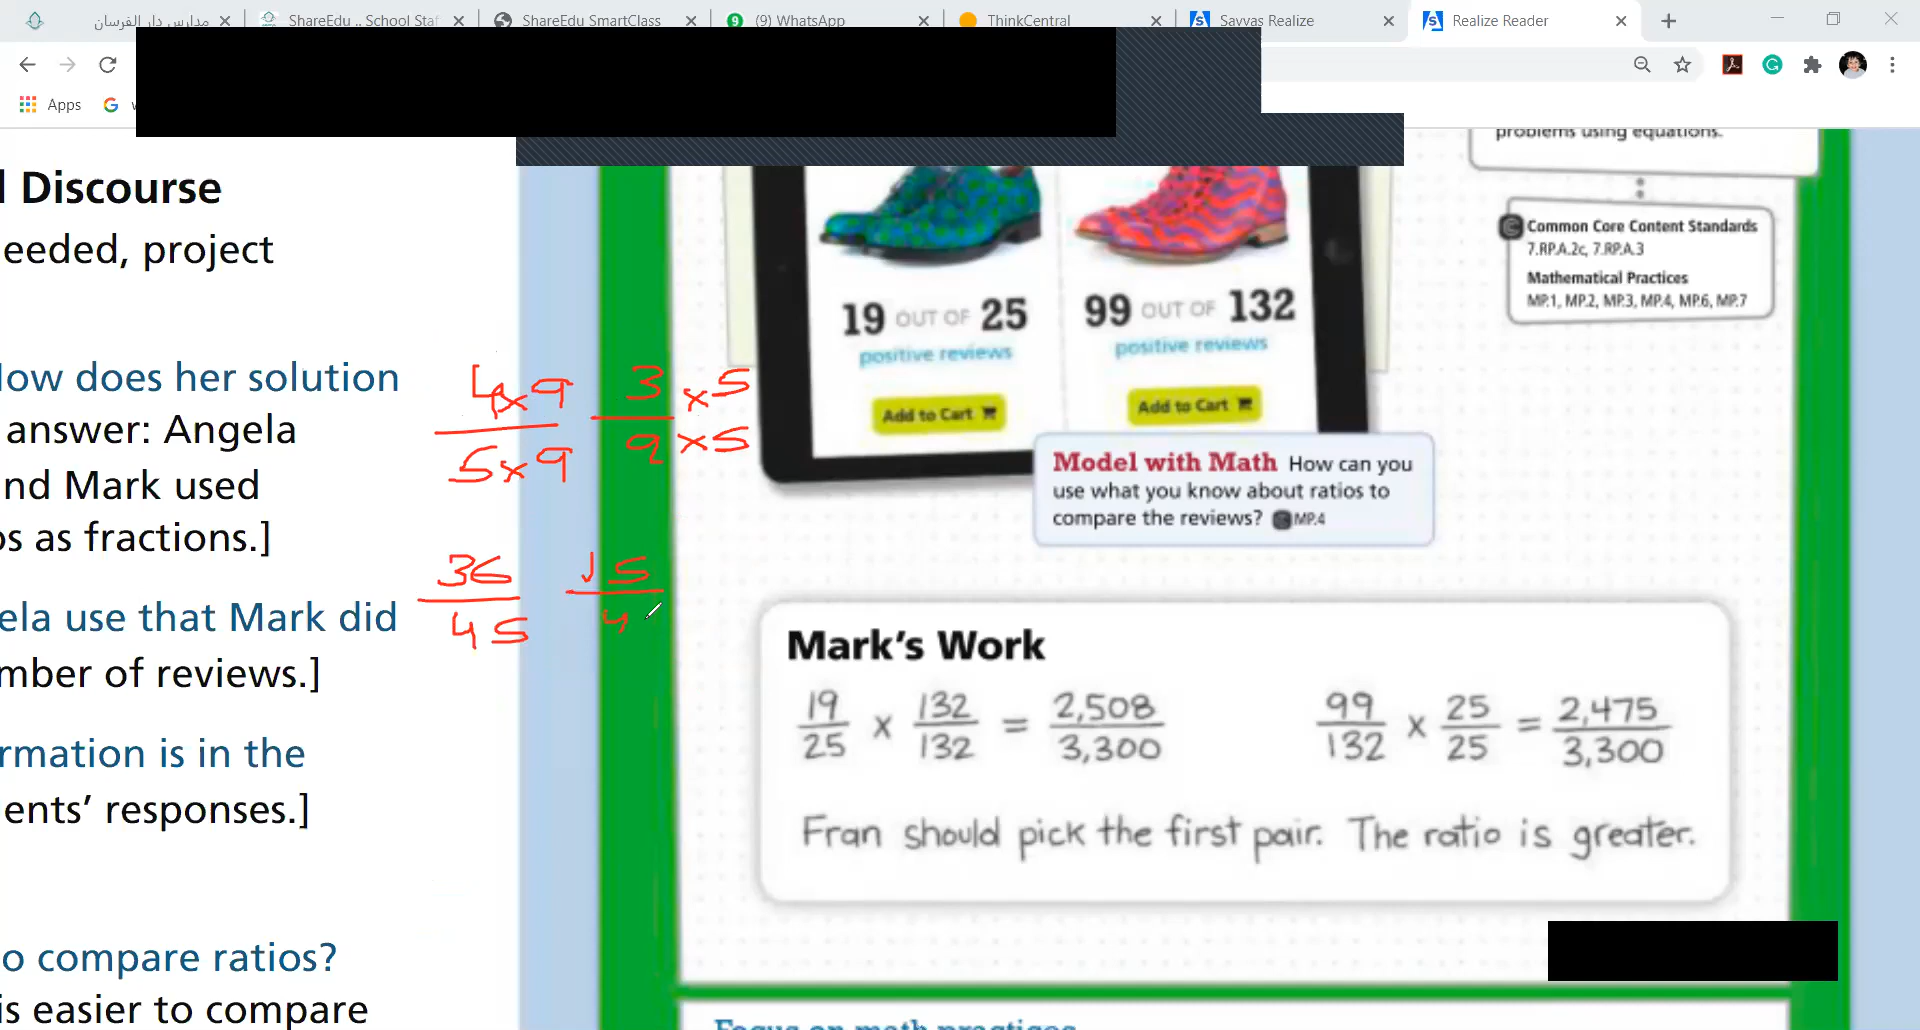 مدارس دار الفرسان
ShareEdu .. School Staf
ShareEdu SmartClass
(9) WhatsApp
ThinkCentral
Savvas Realize
Realize Reader
Apps
problems using equations.
l Discourse
eeded, project
Common Core Content Standards
7.RP.A.2c, 7.RP.A.3
Mathematical Practices
MP.1, MP.2, MP.3, MP.4, MP.6, MP.7
19 OUT OF 25
positive reviews
Add to Cart
99 OUT OF 132
positive reviews
Add to Cart
How does her solution
answer: Angela
nd Mark used
os as fractions.]
4x9 3 x5
5x9 9 x5
Model with Math How can you
use what you know about ratios to
compare the reviews? MP.4
36 15
45 4
ela use that Mark did
mber of reviews.]
rmation is in the
ents' responses.]
o compare ratios?
is easier to compare
Mark's Work
19/25 x 132/132 = 2,508/3,300
99/132 x 25/25 = 2,475/3,300
Fran should pick the first pair. The ratio is greater.
Focus on math practices